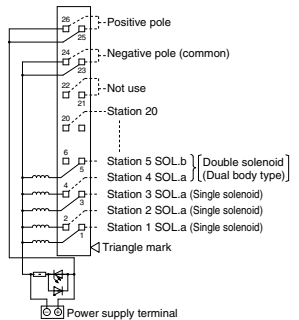 26
Positive pole
25
24
Negative pole (common)
23
22
Not use
21
Station 20
20
6
Station 5 SOL.b
Double solenoid
(Dual body type)
5
Station 4 SOL.a
4
Station 3 SOL.a (Single solenoid)
3
Station 2 SOL.a (Single solenoid)
2
Station 1 SOL.a (Single solenoid)
1
Triangle mark
Power supply terminal